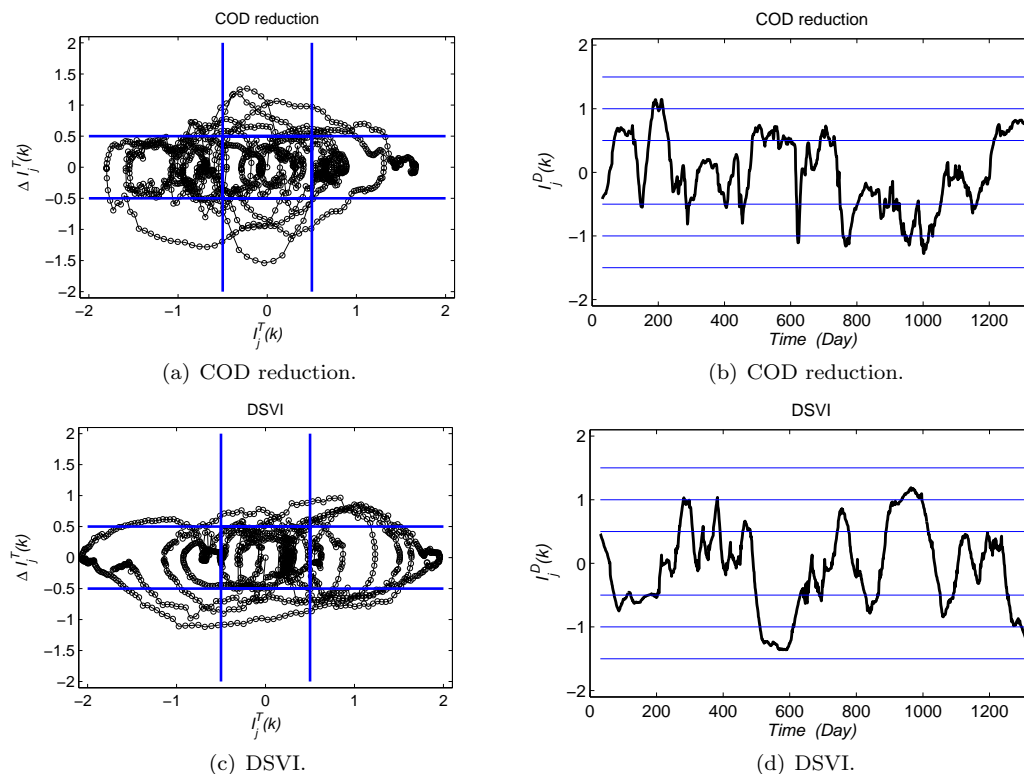 COD reduction
2
1.5
1
0.5
0
−0.5
−1
−1.5
−2
Δ I_j^T(k)
−2 −1 0 1 2
I_j^T(k)
(a) COD reduction.
COD reduction
2
1
0
−1
−2
I_j^D(k)
0 200 400 600 800 1000 1200
Time (Day)
(b) COD reduction.
DSVI
2
1.5
1
0.5
0
−0.5
−1
−1.5
−2
Δ I_j^T(k)
−2 −1 0 1 2
I_j^T(k)
(c) DSVI.
DSVI
2
1
0
−1
−2
I_j^D(k)
0 200 400 600 800 1000 1200
Time (Day)
(d) DSVI.